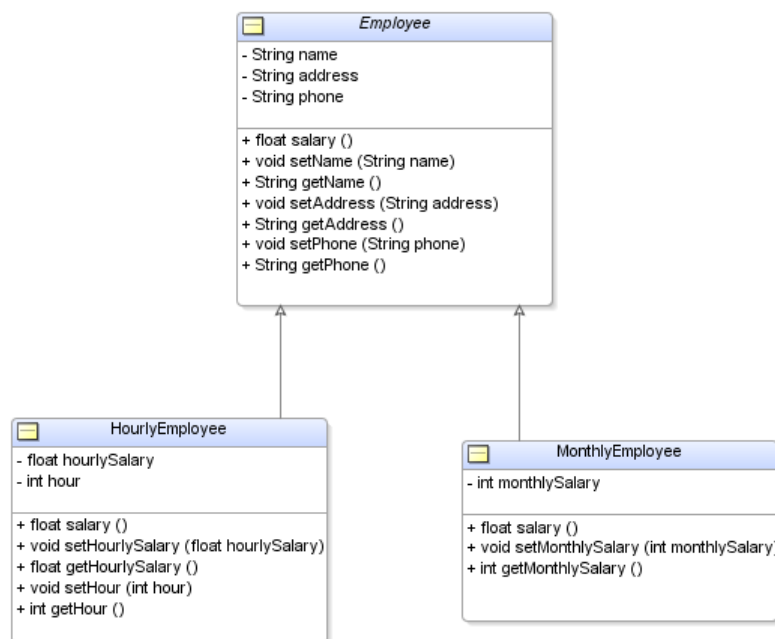 Employee
- String name
- String address
- String phone
+ float salary ()
+ void setName (String name)
+ String getName ()
+ void setAddress (String address)
+ String getAddress ()
+ void setPhone (String phone)
+ String getPhone ()
HourlyEmployee
- float hourlySalary
- int hour
+ float salary ()
+ void setHourlySalary (float hourlySalary)
+ float getHourlySalary ()
+ void setHour (int hour)
+ int getHour ()
MonthlyEmployee
- int monthlySalary
+ float salary ()
+ void setMonthlySalary (int monthlySalary)
+ int getMonthlySalary ()